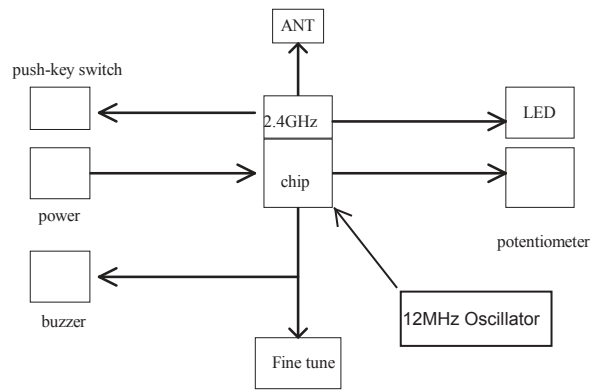 ANT
push-key switch
2.4GHz
LED
chip
power
potentiometer
buzzer
12MHz Oscillator
Fine tune